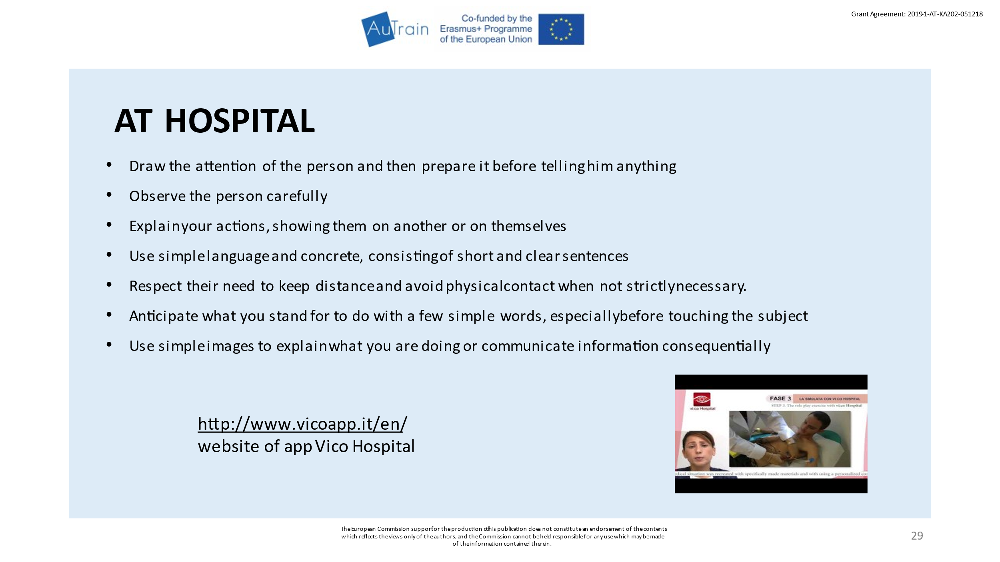 AuTrain
Co-funded by the
Erasmus+ Programme
of the European Union
Grant Agreement: 2019-1-AT-KA202-051218
AT HOSPITAL
• Draw the attention of the person and then prepare it before telling him anything
• Observe the person carefully
• Explain your actions, showing them on another or on themselves
• Use simple language and concrete, consisting of short and clear sentences
• Respect their need to keep distance and avoid physical contact when not strictly necessary.
• Anticipate what you stand for to do with a few simple words, especially before touching the subject
• Use simple images to explain what you are doing or communicate information consequentially
http://www.vicoapp.it/en/
website of app Vico Hospital
vi.co Hospital
FASE 3 LA SIMULATA CON VI.CO HOSPITAL
STEP 3. The role play exercise with vi.co Hospital
dical situation was recreated with specifically made materials and with using a personalized co
The European Commission support for the production of this publication does not constitute an endorsement of the contents
which reflects the views only of the authors, and the Commission cannot be held responsible for any use which may be made
of the information contained therein.
29